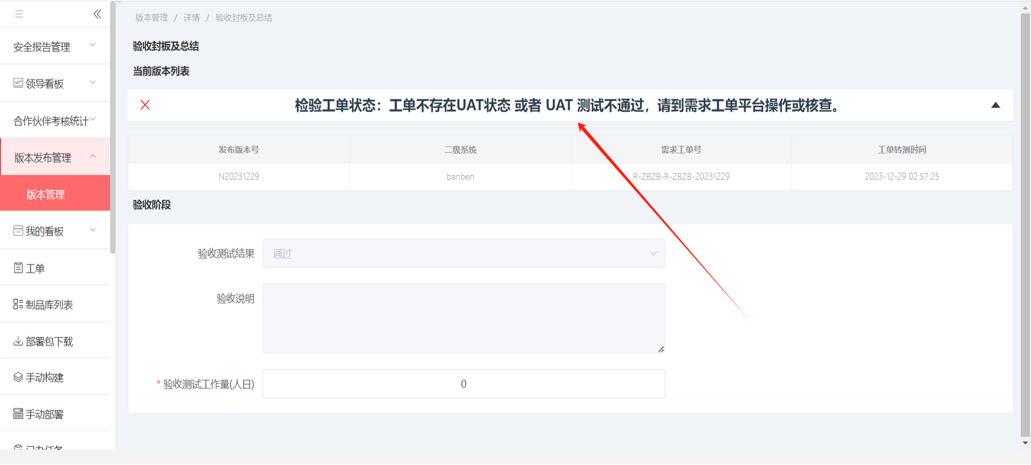 版本管理 / 详情 / 验收封板及总结
安全报告管理
领导看板
合作伙伴考核统计
版本发布管理
版本管理
我的看板
工单
制品库列表
部署包下载
手动构建
手动部署
已办任务
验收封板及总结
当前版本列表
检验工单状态：工单不存在UAT状态 或者 UAT 测试不通过，请到需求工单平台操作或核查。
发布版本号 二级系统 需求工单号 工单转测时间
N20231229 banben R-ZBZB-R-ZBZB-20231229 2023-12-29 02:57:25
验收阶段
验收测试结果 通过
验收说明
* 验收测试工作量(人日) 0